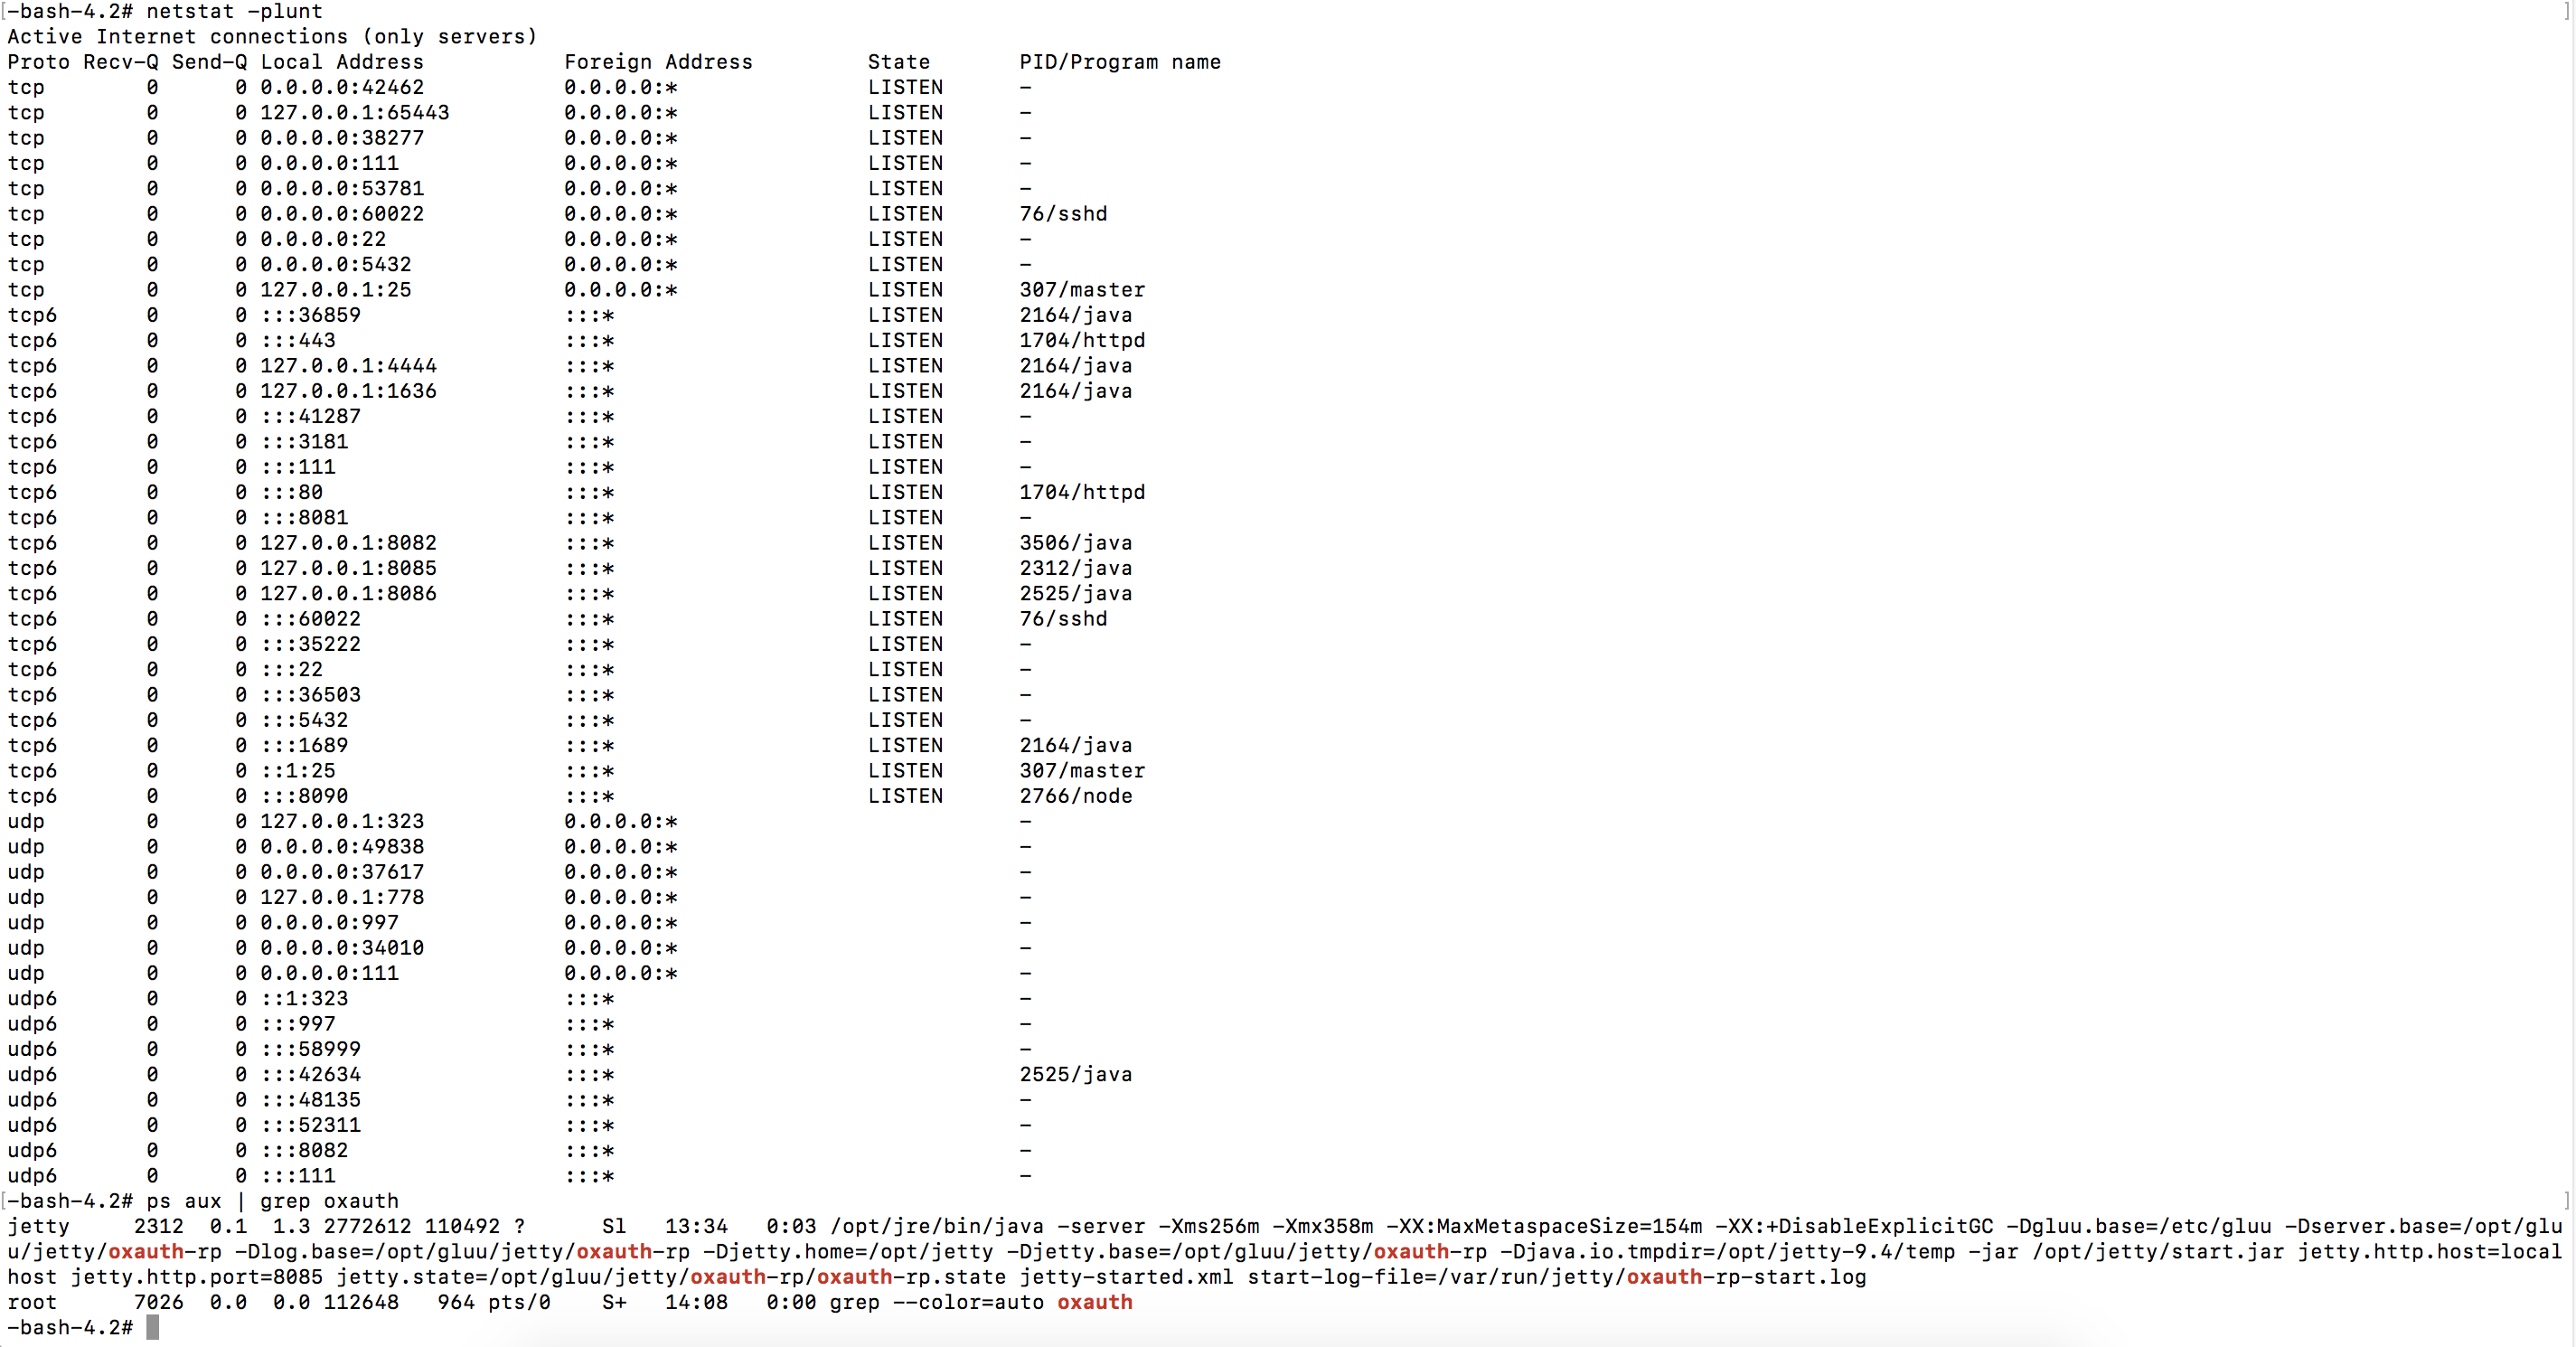 [-bash-4.2# netstat -plunt ]
Active Internet connections (only servers)
Proto Recv-Q Send-Q Local Address           Foreign Address         State       PID/Program name
tcp        0      0 0.0.0.0:42462           0.0.0.0:*               LISTEN      -
tcp        0      0 127.0.0.1:65443         0.0.0.0:*               LISTEN      -
tcp        0      0 0.0.0.0:38277           0.0.0.0:*               LISTEN      -
tcp        0      0 0.0.0.0:111             0.0.0.0:*               LISTEN      -
tcp        0      0 0.0.0.0:53781           0.0.0.0:*               LISTEN      -
tcp        0      0 0.0.0.0:60022           0.0.0.0:*               LISTEN      76/sshd
tcp        0      0 0.0.0.0:22              0.0.0.0:*               LISTEN      -
tcp        0      0 0.0.0.0:5432            0.0.0.0:*               LISTEN      -
tcp        0      0 127.0.0.1:25            0.0.0.0:*               LISTEN      307/master
tcp6       0      0 :::36859                :::*                    LISTEN      2164/java
tcp6       0      0 :::443                  :::*                    LISTEN      1704/httpd
tcp6       0      0 127.0.0.1:4444          :::*                    LISTEN      2164/java
tcp6       0      0 127.0.0.1:1636          :::*                    LISTEN      2164/java
tcp6       0      0 :::41287                :::*                    LISTEN      -
tcp6       0      0 :::3181                 :::*                    LISTEN      -
tcp6       0      0 :::111                  :::*                    LISTEN      -
tcp6       0      0 :::80                   :::*                    LISTEN      1704/httpd
tcp6       0      0 :::8081                 :::*                    LISTEN      -
tcp6       0      0 127.0.0.1:8082          :::*                    LISTEN      3506/java
tcp6       0      0 127.0.0.1:8085          :::*                    LISTEN      2312/java
tcp6       0      0 127.0.0.1:8086          :::*                    LISTEN      2525/java
tcp6       0      0 :::60022                :::*                    LISTEN      76/sshd
tcp6       0      0 :::35222                :::*                    LISTEN      -
tcp6       0      0 :::22                   :::*                    LISTEN      -
tcp6       0      0 :::36503                :::*                    LISTEN      -
tcp6       0      0 :::5432                 :::*                    LISTEN      -
tcp6       0      0 :::1689                 :::*                    LISTEN      2164/java
tcp6       0      0 ::1:25                  :::*                    LISTEN      307/master
tcp6       0      0 :::8090                 :::*                    LISTEN      2766/node
udp        0      0 127.0.0.1:323           0.0.0.0:*                           -
udp        0      0 0.0.0.0:49838           0.0.0.0:*                           -
udp        0      0 0.0.0.0:37617           0.0.0.0:*                           -
udp        0      0 127.0.0.1:778           0.0.0.0:*                           -
udp        0      0 0.0.0.0:997             0.0.0.0:*                           -
udp        0      0 0.0.0.0:34010           0.0.0.0:*                           -
udp        0      0 0.0.0.0:111             0.0.0.0:*                           -
udp6       0      0 ::1:323                 :::*                                -
udp6       0      0 :::997                  :::*                                -
udp6       0      0 :::58999                :::*                                -
udp6       0      0 :::42634                :::*                                2525/java
udp6       0      0 :::48135                :::*                                -
udp6       0      0 :::52311                :::*                                -
udp6       0      0 :::8082                 :::*                                -
udp6       0      0 :::111                  :::*                                -
[-bash-4.2# ps aux | grep oxauth ]
jetty     2312  0.1  1.3 2772612 110492 ?      Sl   13:34   0:03 /opt/jre/bin/java -server -Xms256m -Xmx358m -XX:MaxMetaspaceSize=154m -XX:+DisableExplicitGC -Dgluu.base=/etc/gluu -Dserver.base=/opt/glu
u/jetty/oxauth-rp -Dlog.base=/opt/gluu/jetty/oxauth-rp -Djetty.home=/opt/jetty -Djetty.base=/opt/gluu/jetty/oxauth-rp -Djava.io.tmpdir=/opt/jetty-9.4/temp -jar /opt/jetty/start.jar jetty.http.host=local
host jetty.http.port=8085 jetty.state=/opt/gluu/jetty/oxauth-rp/oxauth-rp.state jetty-started.xml start-log-file=/var/run/jetty/oxauth-rp-start.log
root      7026  0.0  0.0 112648   964 pts/0    S+   14:08   0:00 grep --color=auto oxauth
-bash-4.2#